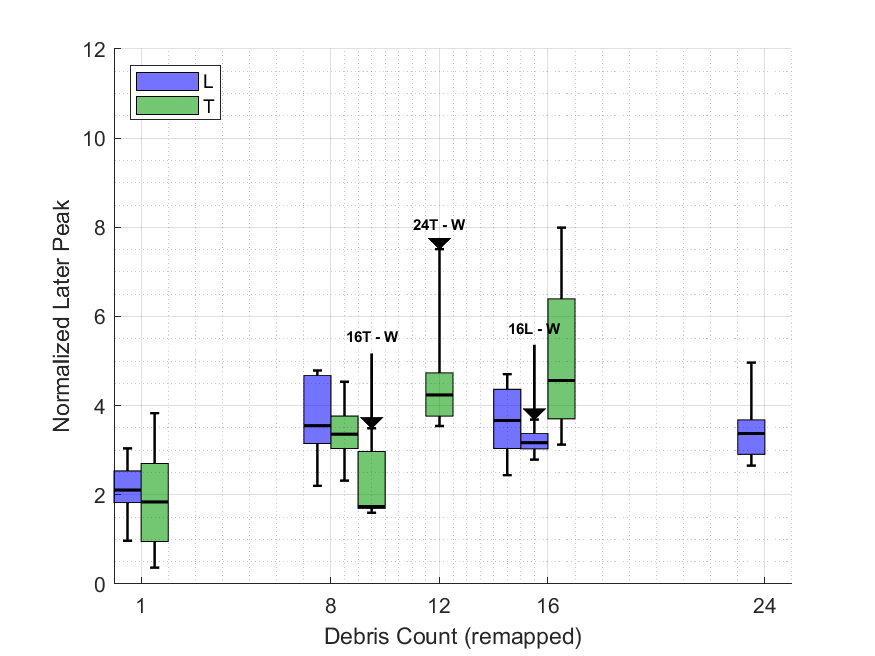 12
10
8
6
4
2
0
Normalized Later Peak
L
T
24T - W
16T - W
16L - W
1
8
12
16
24
Debris Count (remapped)